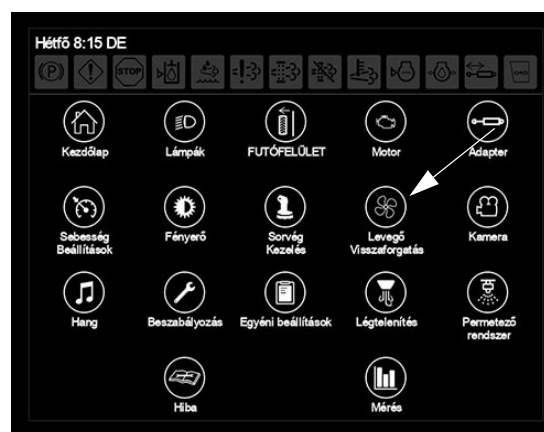 Hétfő 8:15 DE
(P) STOP
Kezdőlap Lámpák FUTÓFELÜLET Motor Adapter
Sebesség Fényerő Sorvég Levegő Kamera
Beállítások Kezelés Visszaforgatás
Hang Beszabályozás Egyéni beállítások Légtelenítés Permetező
rendszer
Hiba Mérés